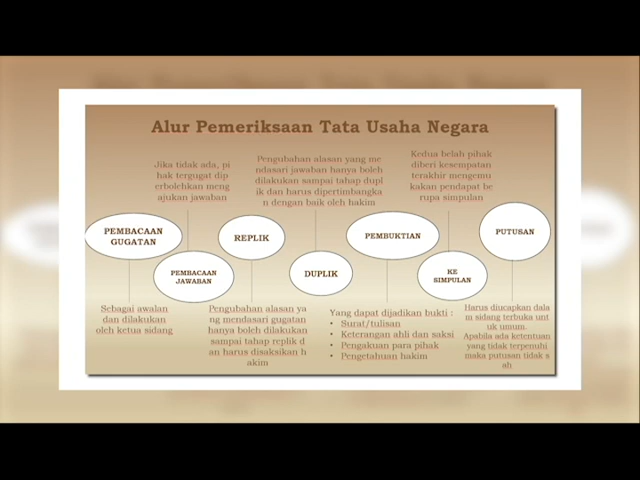 Alur Pemeriksaan Tata Usaha Negara
Jika tidak ada, pi
hak tergugat dip
erbolehkan meng
ajukan jawaban
Pengubahan alasan yang me
ndasari jawaban hanya boleh
dilakukan sampai tahap dupl
ik dan harus dipertimbangka
n dengan baik oleh hakim
Kedua belah pihak
diberi kesempatan
terakhir mengemu
kakan pendapat be
rupa simpulan
PEMBACAAN
GUGATAN
PEMBACAAN
JAWABAN
REPLIK
DUPLIK
PEMBUKTIAN
KE
SIMPULAN
PUTUSAN
Sebagai awalan
dan dilakukan
oleh ketua sidang
Pengubahan alasan ya
ng mendasari gugatan
hanya boleh dilakukan
sampai tahap replik d
an harus disaksikan h
akim
Yang dapat dijadikan bukti :
• Surat/tulisan
• Keterangan ahli dan saksi
• Pengakuan para pihak
• Pengetahuan hakim
Harus diucapkan dala
m sidang terbuka unt
uk umum.
Apabila ada ketentuan
yang tidak terpenuhi
maka putusan tidak s
ah